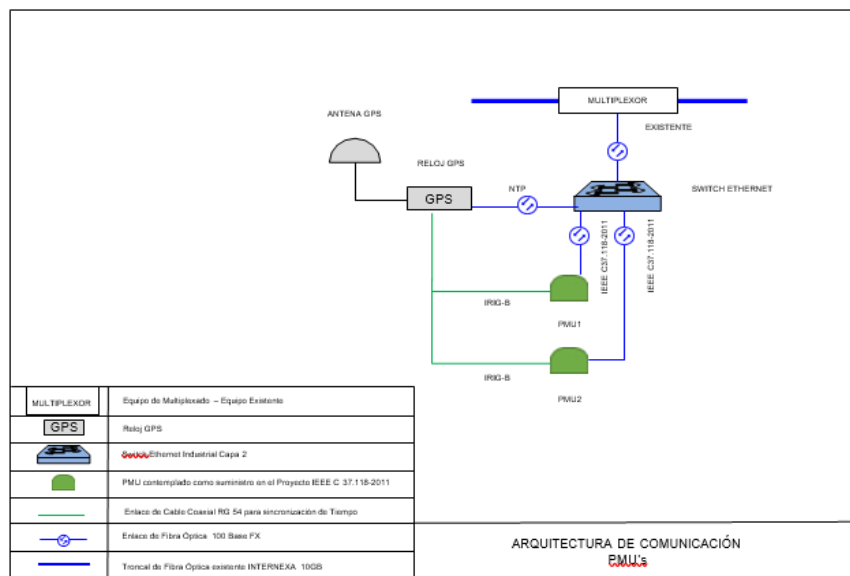 MULTIPLEXOR
EXISTENTE
ANTENA GPS
RELOJ GPS
GPS
NTP
SWITCH ETHERNET
IEEE C37.118-2011
IEEE C37.118-2011
IRIG-B
PMU1
IRIG-B
PMU2
MULTIPLEXOR
Equipo de Multiplexado – Equipo Existente
GPS
Reloj GPS
Switch Ethernet Industrial Capa 2
PMU contemplado como suministro en el Proyecto IEEE C 37.118-2011
Enlace de Cable Coaxial RG 54 para sincronización de Tiempo
Enlace de Fibra Óptica 100 Base FX
Troncal de Fibra Óptica existente INTERNEXA 10GB
ARQUITECTURA DE COMUNICACIÓN
PMU's